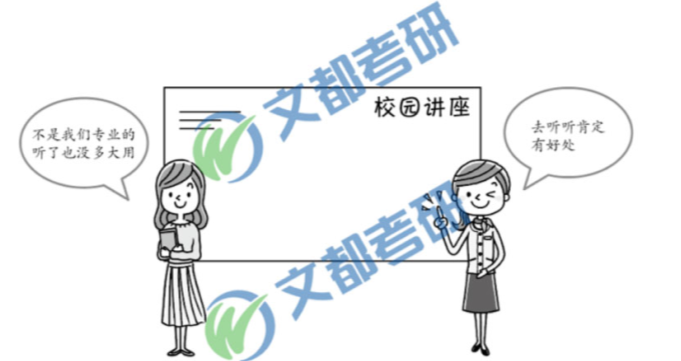 文都考研
校园讲座
不是我们专业的
听了也没多大用
去听听肯定
有好处
文都考研